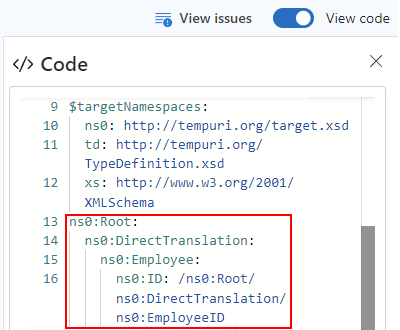 View issues View code
</> Code
9 $targetNamespaces:
10 ns0: http://tempuri.org/target.xsd
11 td: http://tempuri.org/
TypeDefinition.xsd
12 xs: http://www.w3.org/2001/
XMLSchema
13 ns0:Root:
14 ns0:DirectTranslation:
15 ns0:Employee:
16 ns0:ID: /ns0:Root/
ns0:DirectTranslation/
ns0:EmployeeID